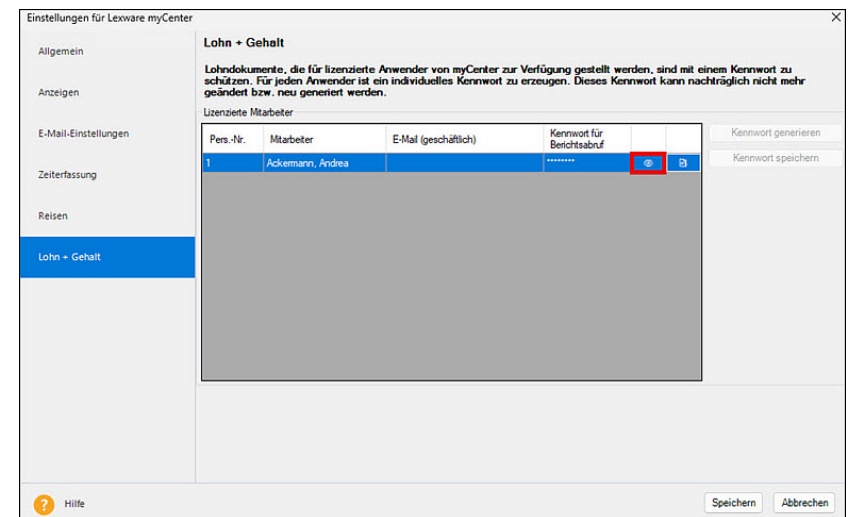 Einstellungen für Lexware myCenter
Allgemein
Anzeigen
E-Mail-Einstellungen
Zeiterfassung
Reisen
Lohn + Gehalt
Lohn + Gehalt
Lohndokumente, die für lizenzierte Anwender von myCenter zur Verfügung gestellt werden, sind mit einem Kennwort zu
schützen. Für jeden Anwender ist ein individuelles Kennwort zu erzeugen. Dieses Kennwort kann nachträglich nicht mehr
geändert bzw. neu generiert werden.
Lizenzierte Mitarbeiter
Pers.-Nr. Mitarbeiter E-Mail (geschäftlich) Kennwort für
Berichtsabruf
1 Ackermann, Andrea ********
Kennwort generieren
Kennwort speichern
? Hilfe
Speichern Abbrechen